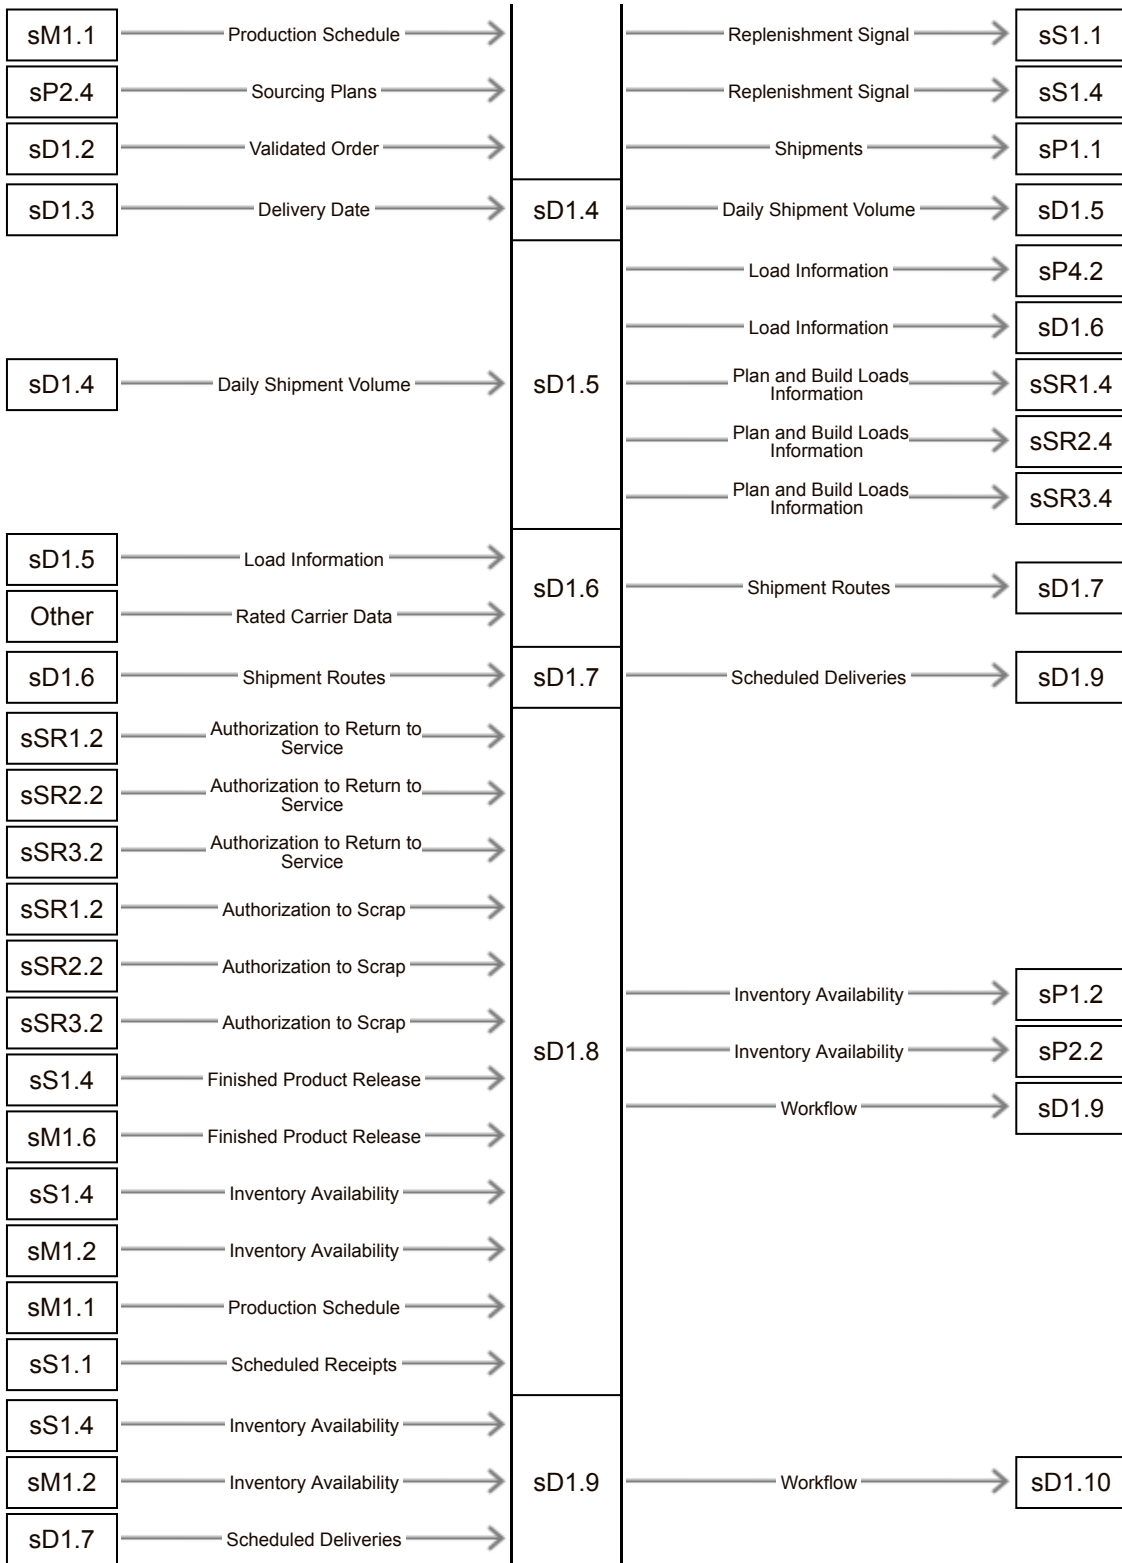 sM1.1 Production Schedule Replenishment Signal sS1.1
sP2.4 Sourcing Plans Replenishment Signal sS1.4
sD1.2 Validated Order Shipments sP1.1
sD1.3 Delivery Date sD1.4 Daily Shipment Volume sD1.5
Load Information sP4.2
Load Information sD1.6
sD1.4 Daily Shipment Volume sD1.5 Plan and Build Loads
Information sSR1.4
Plan and Build Loads
Information sSR2.4
Plan and Build Loads
Information sSR3.4
sD1.5 Load Information
sD1.6 Shipment Routes sD1.7
Other Rated Carrier Data
sD1.6 Shipment Routes sD1.7 Scheduled Deliveries sD1.9
sSR1.2 Authorization to Return to
Service
sSR2.2 Authorization to Return to
Service
sSR3.2 Authorization to Return to
Service
sSR1.2 Authorization to Scrap
sSR2.2 Authorization to Scrap
Inventory Availability sP1.2
sSR3.2 Authorization to Scrap
sD1.8 Inventory Availability sP2.2
sS1.4 Finished Product Release
Workflow sD1.9
sM1.6 Finished Product Release
sS1.4 Inventory Availability
sM1.2 Inventory Availability
sM1.1 Production Schedule
sS1.1 Scheduled Receipts
sS1.4 Inventory Availability
sM1.2 Inventory Availability sD1.9 Workflow sD1.10
sD1.7 Scheduled Deliveries